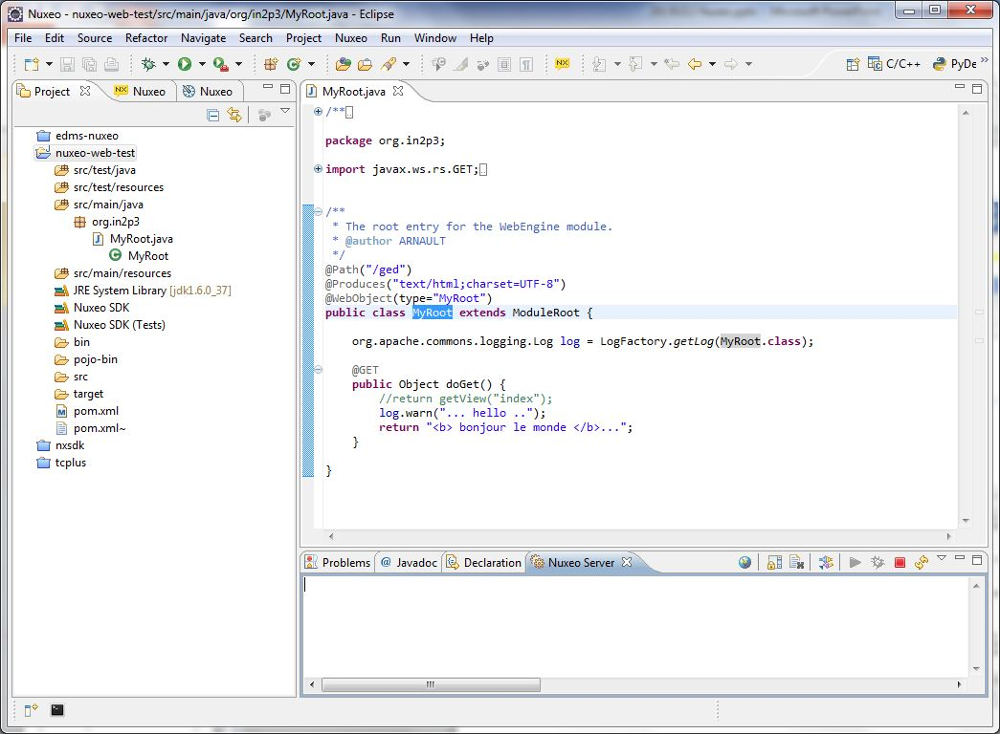 Nuxeo - nuxeo-web-test/src/main/java/org/in2p3/MyRoot.java - Eclipse
File Edit Source Refactor Navigate Search Project Nuxeo Run Window Help
NX C/C++ PyDe »
Project NX Nuxeo Nuxeo
edms-nuxeo
nuxeo-web-test
src/test/java
src/test/resources
src/main/java
org.in2p3
MyRoot.java
MyRoot
src/main/resources
JRE System Library [jdk1.6.0_37]
Nuxeo SDK
Nuxeo SDK (Tests)
bin
pojo-bin
src
target
pom.xml
pom.xml~
nxsdk
tcplus
MyRoot.java
/**
package org.in2p3;
import javax.ws.rs.GET;
/**
* The root entry for the WebEngine module.
* @author ARNAULT
*/
@Path("/ged")
@Produces("text/html;charset=UTF-8")
@WebObject(type="MyRoot")
public class MyRoot extends ModuleRoot {
org.apache.commons.logging.Log log = LogFactory.getLog(MyRoot.class);
@GET
public Object doGet() {
//return getView("index");
log.warn("... hello ..");
return "<b> bonjour le monde </b>...";
}
}
Problems @ Javadoc Declaration Nuxeo Server